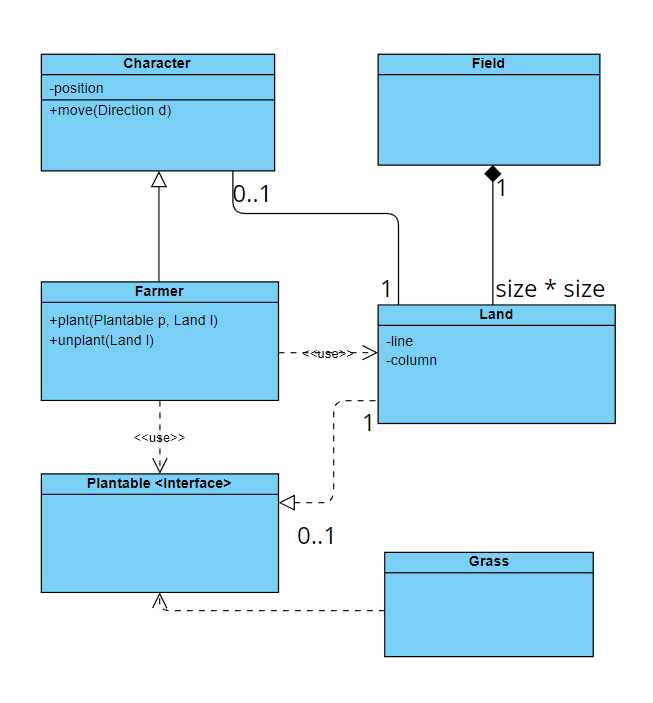 Character
-position
+move(Direction d)
Field
0..1
1
Farmer
+plant(Plantable p, Land l)
+unplant(Land l)
1
size * size
Land
-line
-column
<<use>>
1
<<use>>
Plantable <Interface>
0..1
Grass